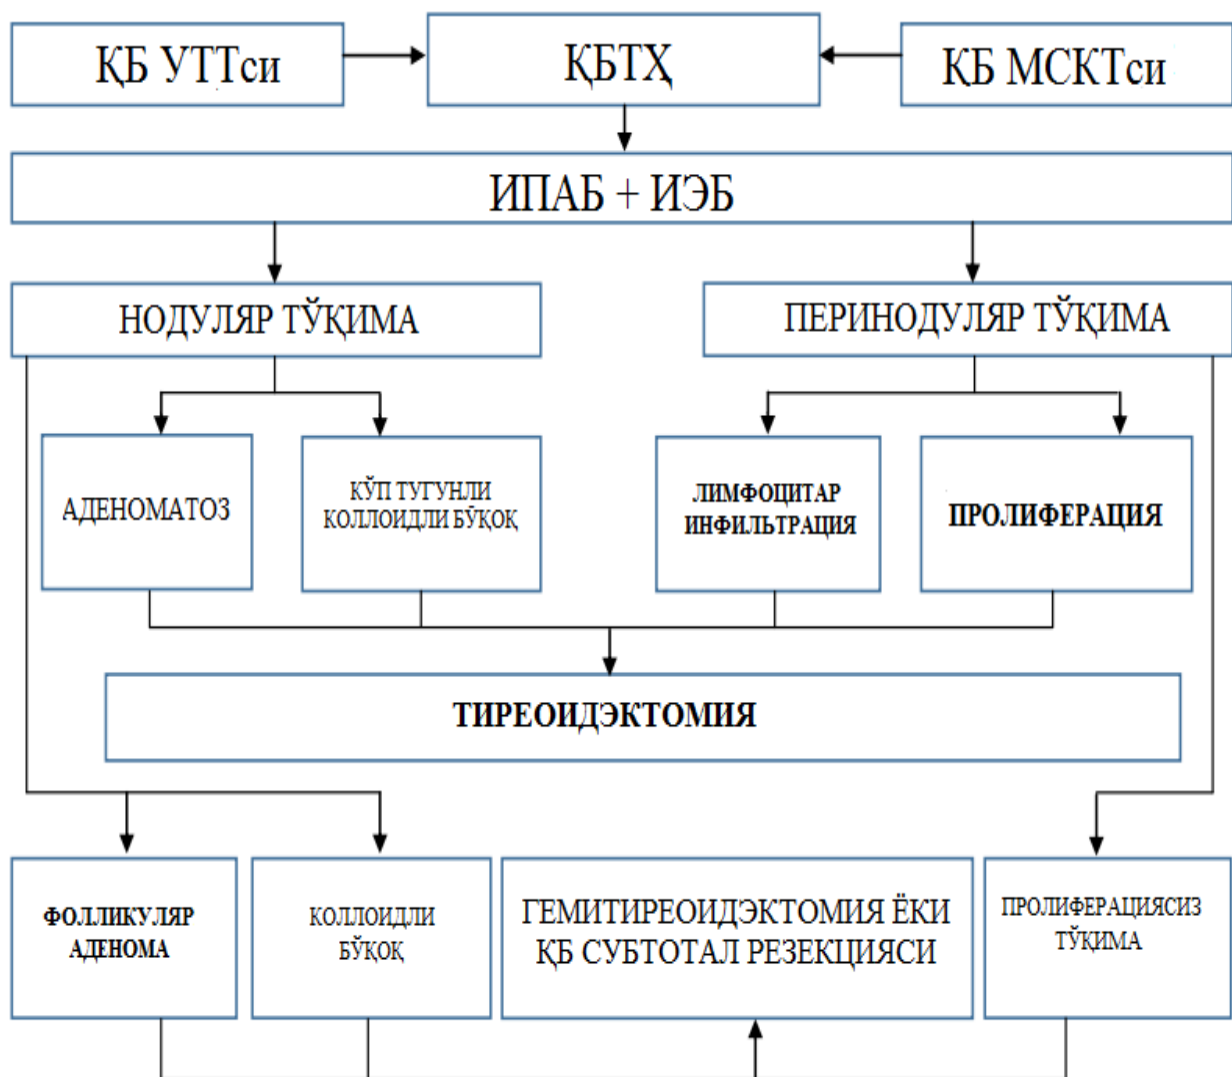 ҚБ УТТси
ҚБТҲ
ҚБ МСКТси
ИПАБ + ИЭБ
НОДУЛЯР ТЎҚИМА
ПЕРИНОДУЛЯР ТЎҚИМА
АДЕНОМАТОЗ
КЎП ТУГУНЛИ
КОЛЛОИДЛИ БЎҚОҚ
ЛИМФОЦИТАР
ИНФИЛЬТРАЦИЯ
ПРОЛИФЕРАЦИЯ
ТИРЕОИДЭКТОМИЯ
ФОЛЛИКУЛЯР
АДЕНОМА
КОЛЛОИДЛИ
БЎҚОҚ
ГЕМИТИРЕОИДЭКТОМИЯ ЁКИ
ҚБ СУБТОТАЛ РЕЗЕКЦИЯСИ
ПРОЛИФЕРАЦИЯСИЗ
ТЎҚИМА